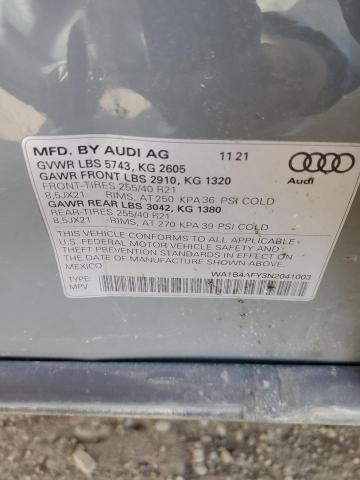 MFD. BY AUDI AG 11 21
GVWR LBS 5743, KG 2605
GAWR FRONT LBS 2910, KG 1320
FRONT-TIRES 255/40 R21
8,5JX21 RIMS, AT 250 KPA 36 PSI COLD
GAWR REAR LBS 3042, KG 1380
REAR-TIRES 255/40 R21
8,5JX21 RIMS, AT 270 KPA 39 PSI COLD
THIS VEHICLE CONFORMS TO ALL APPLICABLE
U.S. FEDERAL MOTOR VEHICLE SAFETY AND
THEFT PREVENTION STANDARDS IN EFFECT ON
THE DATE OF MANUFACTURE SHOWN ABOVE.
MEXICO
TYPE: WA1B4AFY3N2041003
MPV
Audi